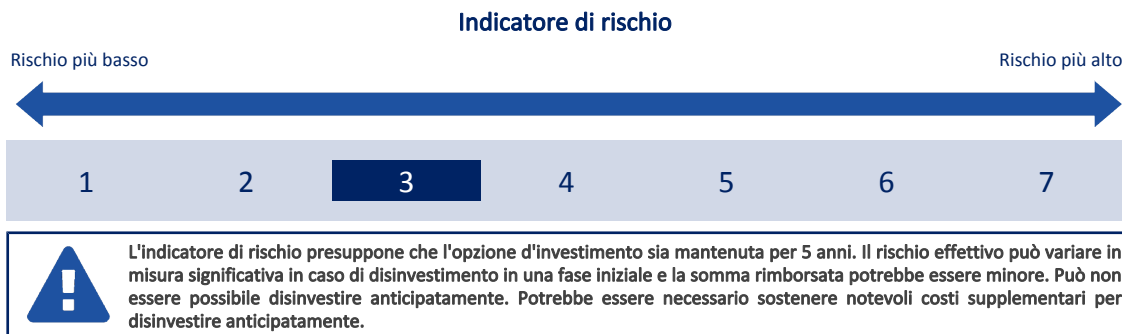 Indicatore di rischio
Rischio più basso
Rischio più alto
1 2 3 4 5 6 7
L'indicatore di rischio presuppone che l'opzione d'investimento sia mantenuta per 5 anni. Il rischio effettivo può variare in
misura significativa in caso di disinvestimento in una fase iniziale e la somma rimborsata potrebbe essere minore. Può non
essere possibile disinvestire anticipatamente. Potrebbe essere necessario sostenere notevoli costi supplementari per
disinvestire anticipatamente.